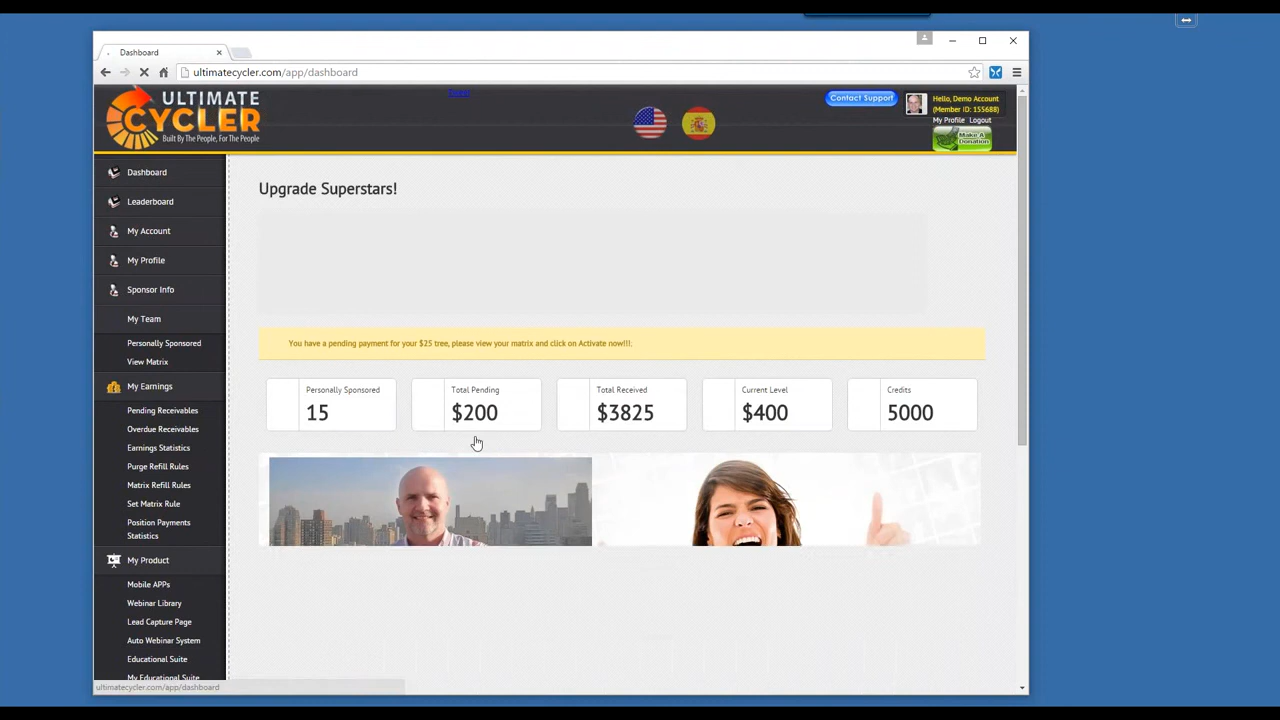 Dashboard
ultimatecycler.com/app/dashboard
ULTIMATE
CYCLER
Built By The People, For The People
Contact Support
Hello, Demo Account
(Member ID: 155688)
My Profile Logout
Make A
Donation
Dashboard
Leaderboard
My Account
My Profile
Sponsor Info
My Team
Personally Sponsored
View Matrix
My Earnings
Pending Receivables
Overdue Receivables
Earnings Statistics
Purge Refill Rules
Matrix Refill Rules
Set Matrix Rule
Position Payments
Statistics
My Product
Mobile APPs
Webinar Library
Lead Capture Page
Auto Webinar System
Educational Suite
My Educational Suite
Upgrade Superstars!
You have a pending payment for your $25 tree, please view your matrix and click on Activate now!!!.
Personally Sponsored
15
Total Pending
$200
Total Received
$3825
Current Level
$400
Credits
5000
ultimatecycler.com/app/dashboard